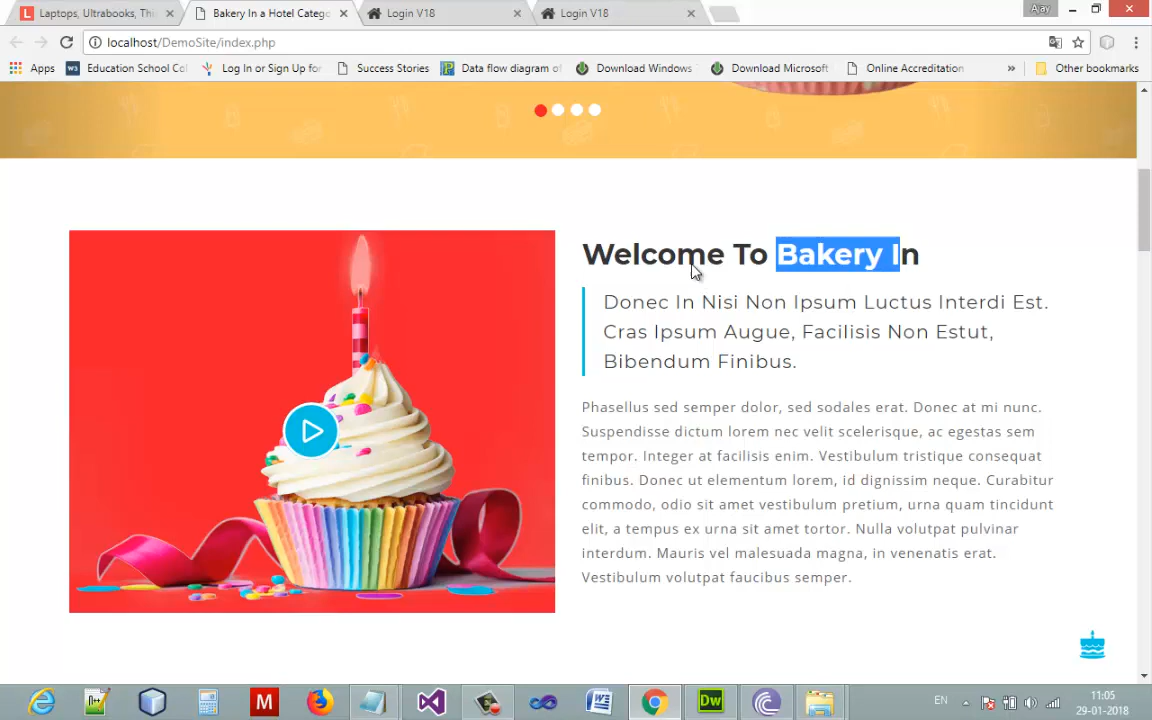 Laptops, Ultrabooks, Thi
Bakery In a Hotel Catego
Login V18
Login V18
Ajay
localhost/DemoSite/index.php
Apps
Education School Col
Log In or Sign Up for
Success Stories
Data flow diagram of
Download Windows
Download Microsoft
Online Accreditation
»
Other bookmarks
Welcome To Bakery In
Donec In Nisi Non Ipsum Luctus Interdi Est.
Cras Ipsum Augue, Facilisis Non Estut,
Bibendum Finibus.
Phasellus sed semper dolor, sed sodales erat. Donec at mi nunc.
Suspendisse dictum lorem nec velit scelerisque, ac egestas sem
tempor. Integer at facilisis enim. Vestibulum tristique consequat
finibus. Donec ut elementum lorem, id dignissim neque. Curabitur
commodo, odio sit amet vestibulum pretium, urna quam tincidunt
elit, a tempus ex urna sit amet tortor. Nulla volutpat pulvinar
interdum. Mauris vel malesuada magna, in venenatis erat.
Vestibulum volutpat faucibus semper.
EN
11:05
29-01-2018